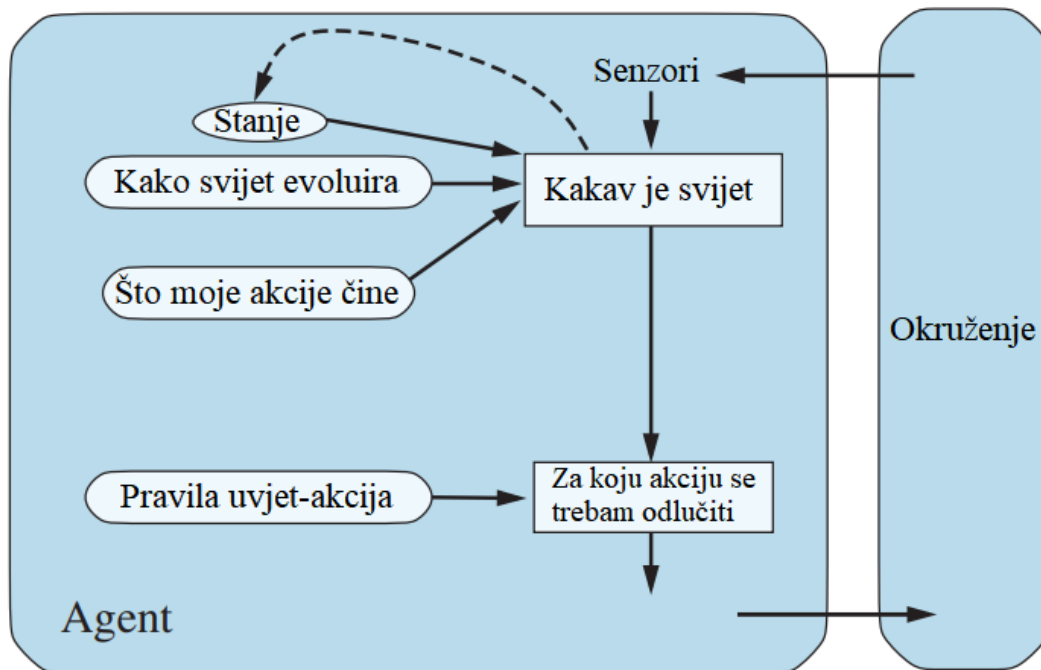 Senzori
Stanje
Kako svijet evoluira
Kakav je svijet
Što moje akcije čine
Okruženje
Pravila uvjet-akcija
Za koju akciju se
trebam odlučiti
Agent